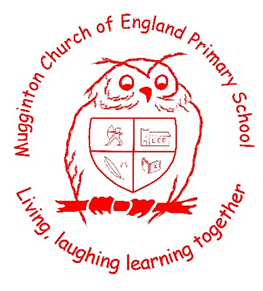 Mugginton Church of England Primary School
Living, laughing learning together